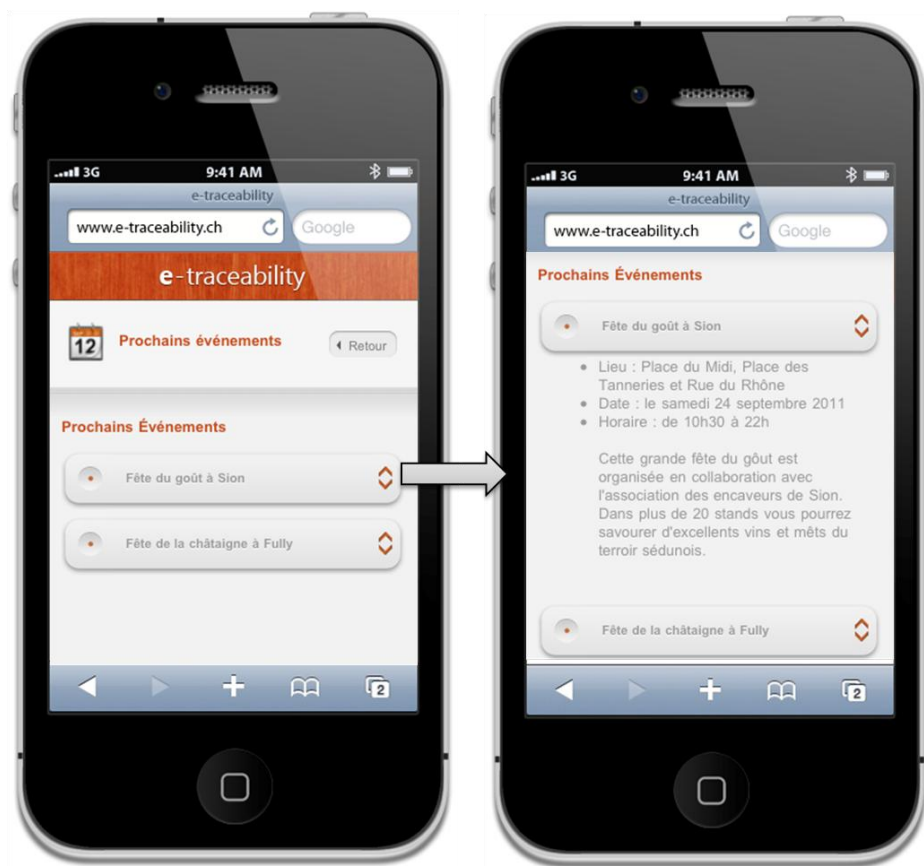 3G 9:41 AM
e-traceability
www.e-traceability.ch Google
e-traceability
12 Prochains événements Retour
Prochains Événements
Fête du goût à Sion
Fête de la châtaigne à Fully
2
3G 9:41 AM
e-traceability
www.e-traceability.ch Google
Prochains Événements
Fête du goût à Sion
• Lieu : Place du Midi, Place des
Tanneries et Rue du Rhône
• Date : le samedi 24 septembre 2011
• Horaire : de 10h30 à 22h
Cette grande fête du gôut est
organisée en collaboration avec
l'association des encaveurs de Sion.
Dans plus de 20 stands vous pourrez
savourer d'excellents vins et mêts du
terroir sédunois.
Fête de la châtaigne à Fully
2